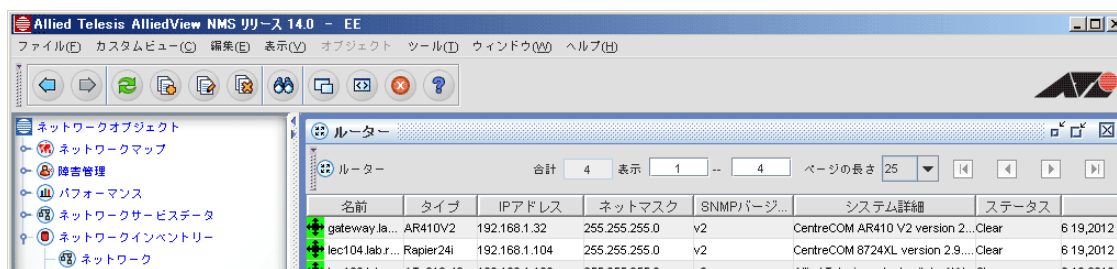 Allied Telesis AlliedView NMS リリース 14.0 － EE
ファイル(F) カスタムビュー(C) 編集(E) 表示(V) オブジェクト ツール(T) ウィンドウ(W) ヘルプ(H)
ネットワークオブジェクト
ネットワークマップ
障害管理
パフォーマンス
ネットワークサービスデータ
ネットワークインベントリー
ネットワーク
ルーター
ルーター 合計 4 表示 1 -- 4 ページの長さ 25
名前 タイプ IPアドレス ネットマスク SNMPバージ... システム詳細 ステータス
gateway.la... AR410V2 192.168.1.32 255.255.255.0 v2 CentreCOM AR410 V2 version 2... Clear 6 19,2012
lec104.lab.r... Rapier24i 192.168.1.104 255.255.255.0 v2 CentreCOM 8724XL version 2.9.... Clear 6 19,2012